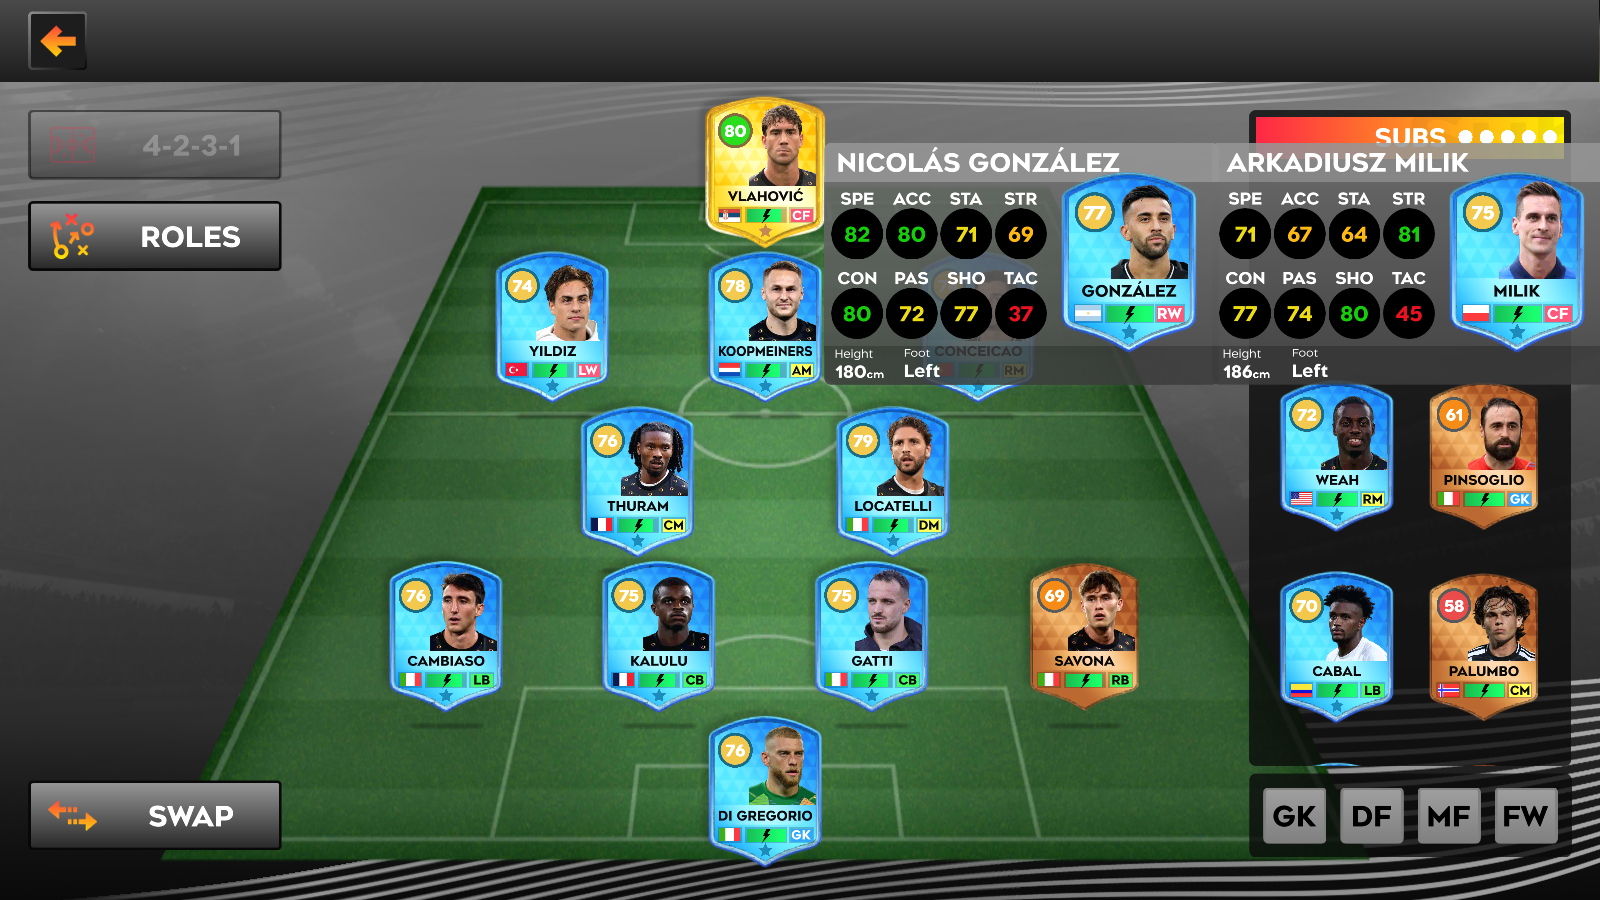 4-2-3-1
ROLES
SWAP
80
VLAHOVIĆ
CF
SUBS
NICOLÁS GONZÁLEZ
SPE ACC STA STR
82 80 71 69
CON PAS SHO TAC
80 72 77 37
Height Foot
180cm Left
77
GONZÁLEZ
RW
ARKADIUSZ MILIK
SPE ACC STA STR
71 67 64 81
CON PAS SHO TAC
77 74 80 45
Height Foot
186cm Left
75
MILIK
CF
74
YILDIZ
LW
78
KOOPMEINERS
AM
CONCEICAO
RM
76
THURAM
CM
79
LOCATELLI
DM
72
WEAH
RM
61
PINSOGLIO
GK
76
CAMBIASO
LB
75
KALULU
CB
75
GATTI
CB
69
SAVONA
RB
70
CABAL
LB
58
PALUMBO
CM
76
DI GREGORIO
GK
GK DF MF FW